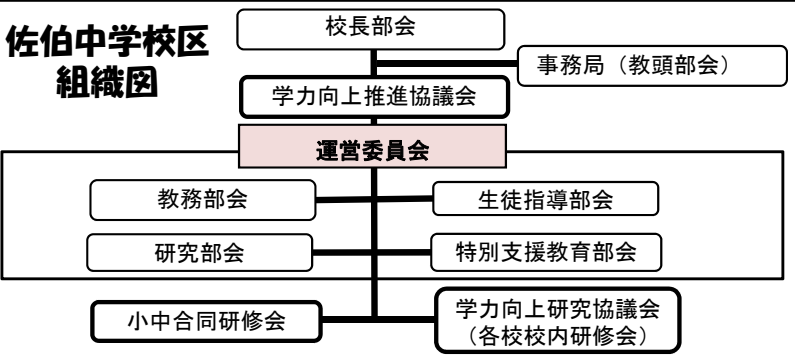 佐伯中学校区
組織図
校長部会
事務局（教頭部会）
学力向上推進協議会
運営委員会
教務部会
生徒指導部会
研究部会
特別支援教育部会
小中合同研修会
学力向上研究協議会
（各校校内研修会）